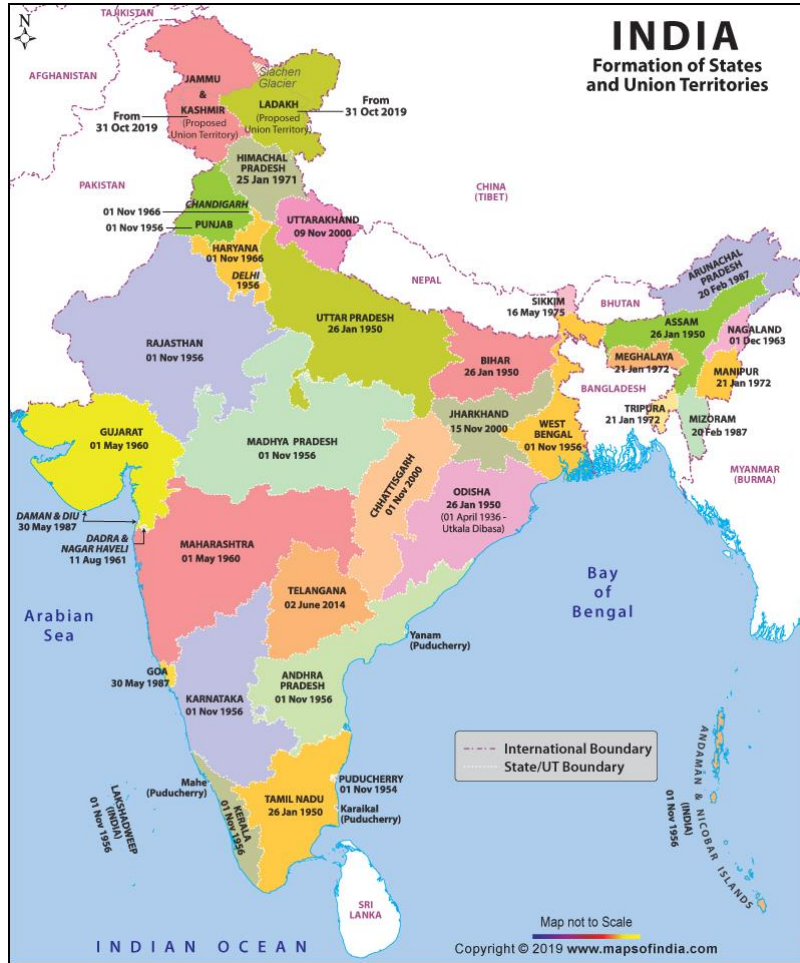 TAJIKISTAN
N
INDIA
Formation of States
and Union Territories
AFGHANISTAN
JAMMU
&
KASHMIR
(Proposed
Union Territory)
From
31 Oct 2019
Siachen
Glacier
LADAKH
(Proposed
Union Territory)
From
31 Oct 2019
HIMACHAL
PRADESH
25 Jan 1971
PAKISTAN
CHINA
(TIBET)
CHANDIGARH
01 Nov 1966
PUNJAB
01 Nov 1956
UTTARAKHAND
09 Nov 2000
HARYANA
01 Nov 1966
DELHI
1956
NEPAL
SIKKIM
16 May 1975
BHUTAN
ARUNACHAL
PRADESH
20 Feb 1987
RAJASTHAN
01 Nov 1956
UTTAR PRADESH
26 Jan 1950
BIHAR
26 Jan 1950
ASSAM
26 Jan 1950
NAGALAND
01 Dec 1963
MEGHALAYA
21 Jan 1972
MANIPUR
21 Jan 1972
BANGLADESH
TRIPURA
21 Jan 1972
MIZORAM
20 Feb 1987
GUJARAT
01 May 1960
MADHYA PRADESH
01 Nov 1956
JHARKHAND
15 Nov 2000
WEST
BENGAL
01 Nov 1956
MYANMAR
(BURMA)
CHHATTISGARH
01 Nov 2000
ODISHA
26 Jan 1950
(01 April 1936 -
Utkala Dibasa)
DAMAN & DIU
30 May 1987
DADRA &
NAGAR HAVELI
11 Aug 1961
MAHARASHTRA
01 May 1960
TELANGANA
02 June 2014
Arabian
Sea
Bay
of
Bengal
Yanam
(Puducherry)
GOA
30 May 1987
KARNATAKA
01 Nov 1956
ANDHRA
PRADESH
01 Nov 1956
International Boundary
State/UT Boundary
Mahe
(Puducherry)
PUDUCHERRY
01 Nov 1954
Karaikal
(Puducherry)
TAMIL NADU
26 Jan 1950
KERALA
01 Nov 1956
LAKSHADWEEP
(INDIA)
01 Nov 1956
ANDAMAN & NICOBAR ISLANDS
(INDIA)
01 Nov 1956
SRI
LANKA
INDIAN OCEAN
Map not to Scale
Copyright © 2019 www.mapsofindia.com